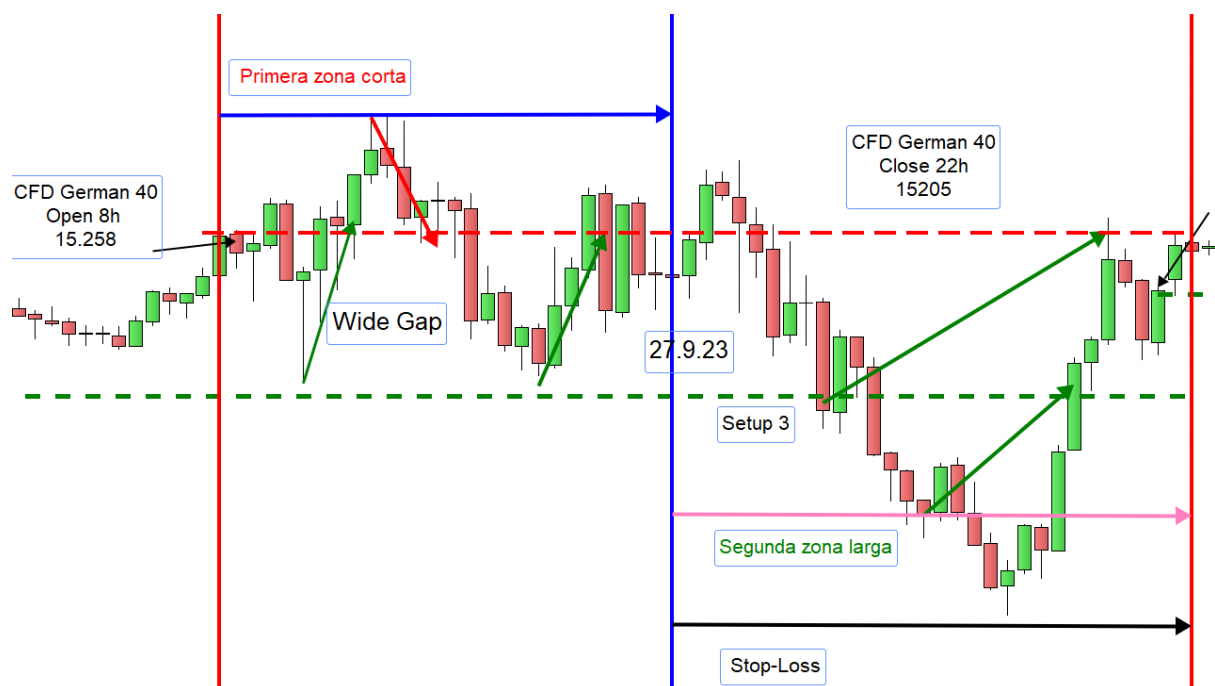 Primera zona corta
CFD German 40
Open 8h
15.258
CFD German 40
Close 22h
15205
Wide Gap
27.9.23
Setup 3
Segunda zona larga
Stop-Loss